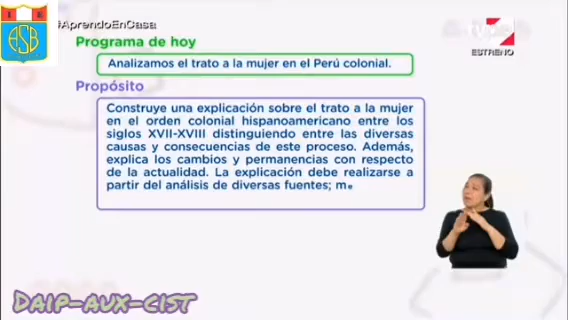 I E
ASB
#AprendoEnCasa
ESTRENO
Programa de hoy
Analizamos el trato a la mujer en el Perú colonial.
Propósito
Construye una explicación sobre el trato a la mujer
en el orden colonial hispanoamericano entre los
siglos XVII-XVIII distinguiendo entre las diversas
causas y consecuencias de este proceso. Además,
explica los cambios y permanencias con respecto
de la actualidad. La explicación debe realizarse a
partir del análisis de diversas fuentes; m
Daip-aux-cist